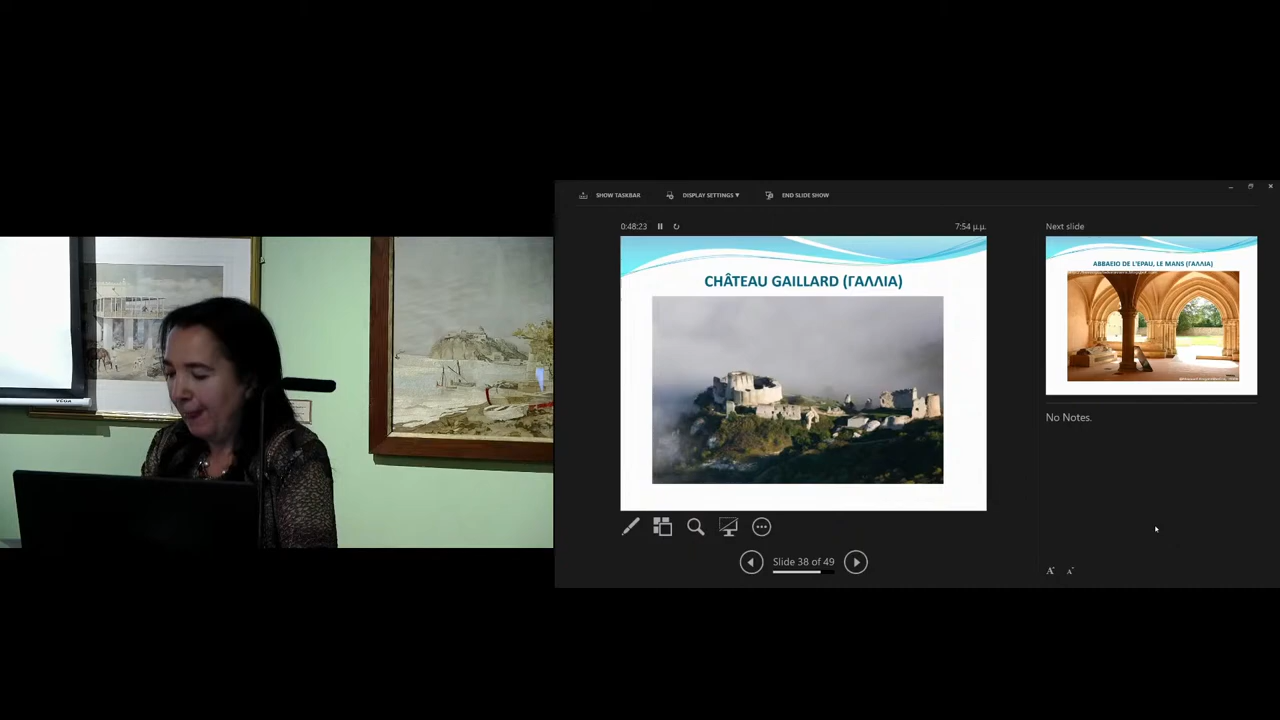 SHOW TASKBAR
DISPLAY SETTINGS ▾
END SLIDE SHOW
0:48:23
7:54 μ.μ.
Next slide
CHÂTEAU GAILLARD (ΓΑΛΛΙΑ)
ΑΒΒΑΕΙΟ DE L'EPAU, LE MANS (ΓΑΛΛΙΑ)
No Notes.
Slide 38 of 49